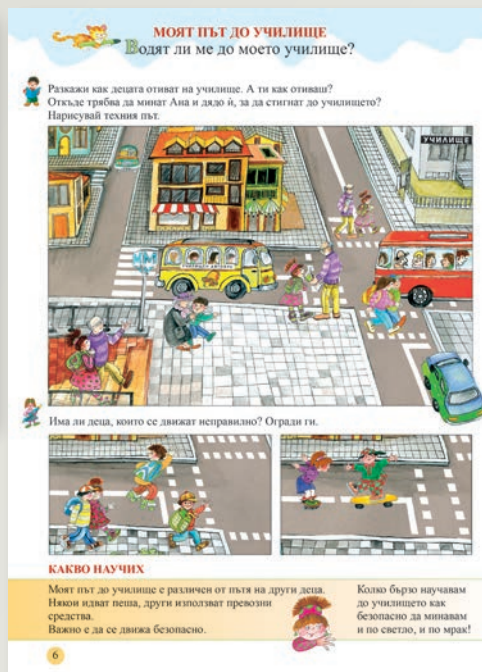 МОЯТ ПЪТ ДО УЧИЛИЩЕ
Водят ли ме до моето училище?
Разкажи как децата отиват на училище. А ти как отиваш?
Откъде трябва да минат Ана и дядо ѝ, за да стигнат до училището?
Нарисувай техния път.
УЧИЛИЩЕ
УЧИЛИЩЕН АВТОБУС
Има ли деца, които се движат неправилно? Огради ги.
КАКВО НАУЧИХ
Моят път до училище е различен от пътя на други деца.
Някои идват пеша, други използват превозни
средства.
Важно е да се движа безопасно.
Колко бързо научавам
до училището как
безопасно да минавам
и по светло, и по мрак!
6